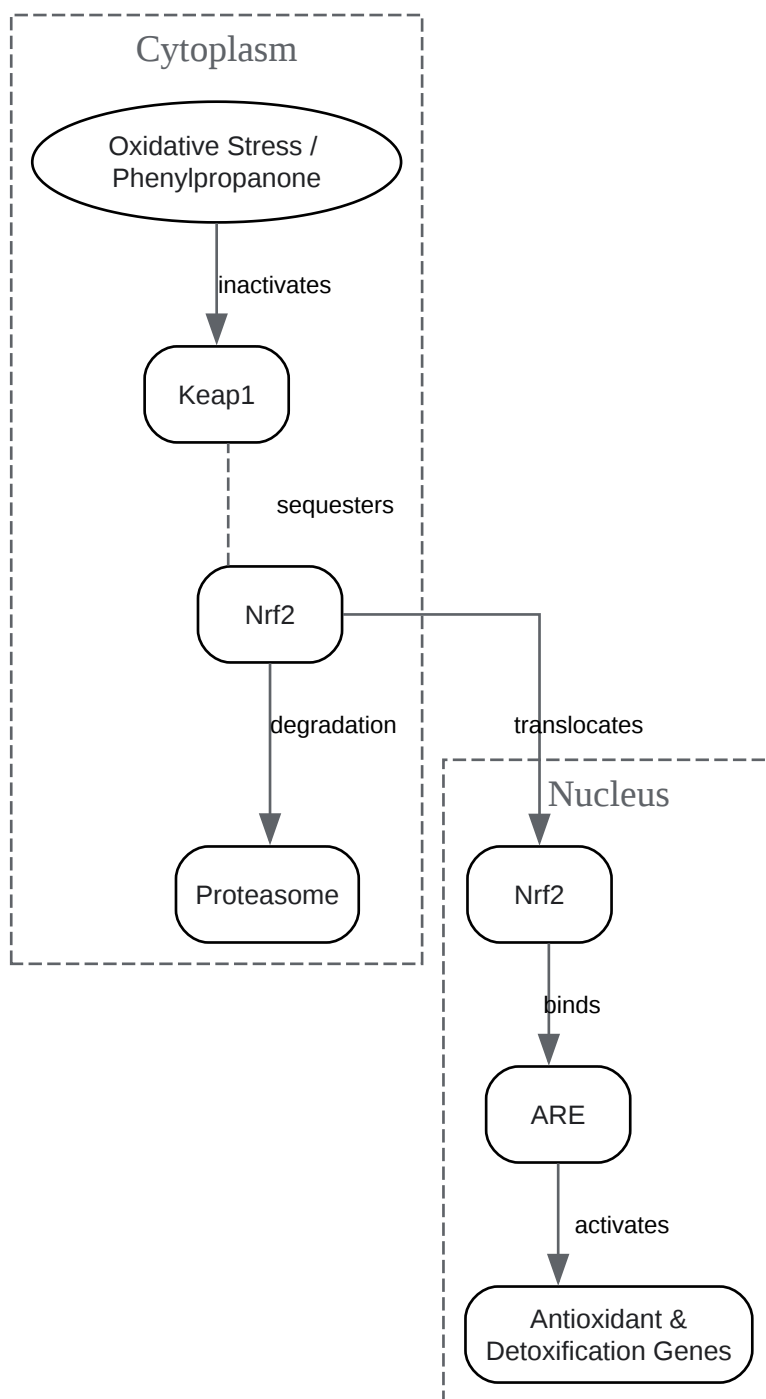 Cytoplasm
Oxidative Stress /
Phenylpropanone
inactivates
Keap1
sequesters
Nrf2
degradation
translocates
Nucleus
Proteasome
Nrf2
binds
ARE
activates
Antioxidant &
Detoxification Genes